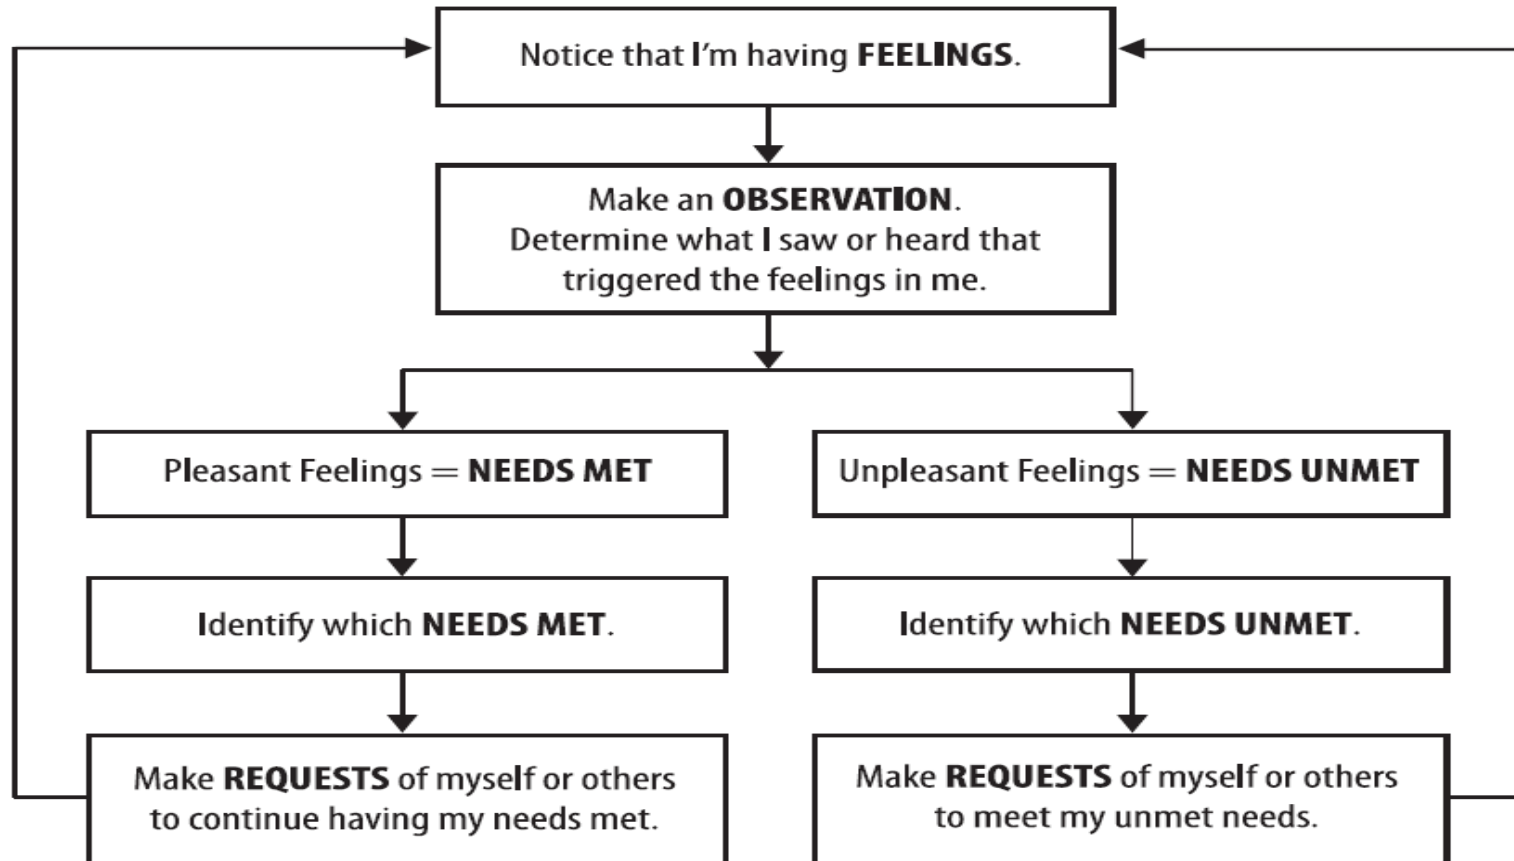 Notice that I’m having FEELINGS.
Make an OBSERVATION.
Determine what I saw or heard that
triggered the feelings in me.
Pleasant Feelings = NEEDS MET
Unpleasant Feelings = NEEDS UNMET
Identify which NEEDS MET.
Identify which NEEDS UNMET.
Make REQUESTS of myself or others
to continue having my needs met.
Make REQUESTS of myself or others
to meet my unmet needs.